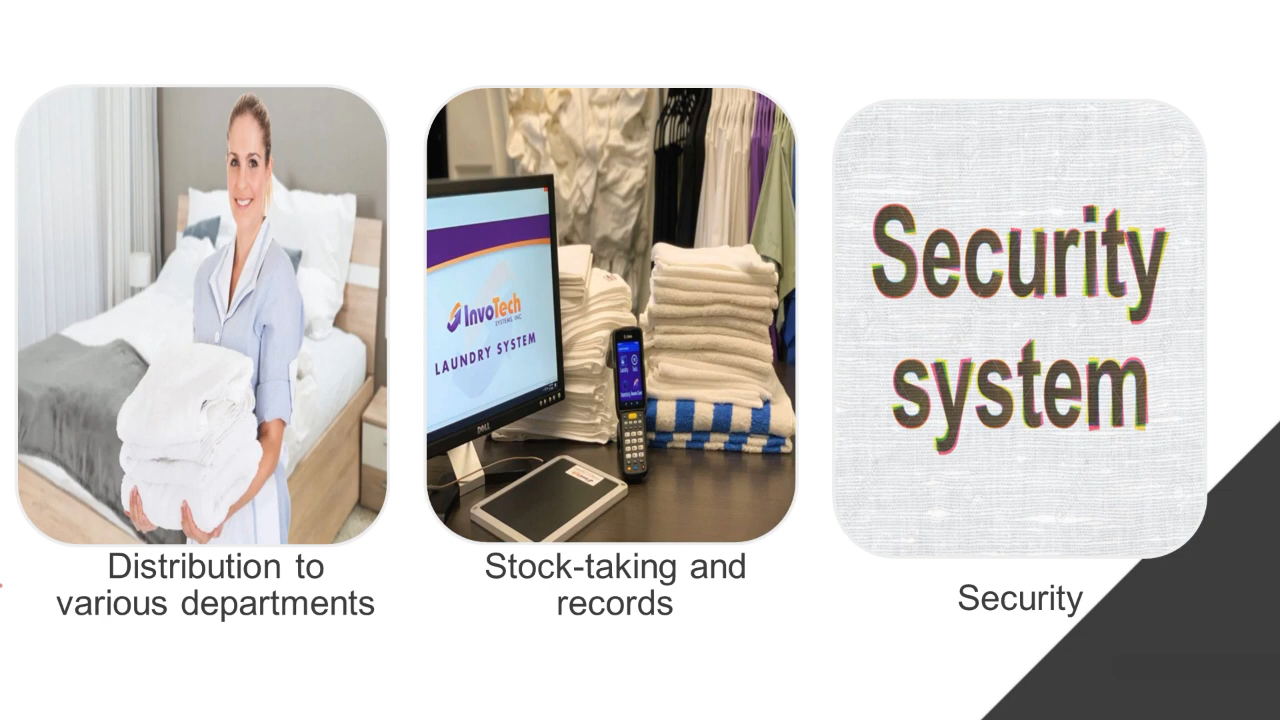 InvoTech
SYSTEMS, INC
LAUNDRY SYSTEM
DELL
Security
system
Distribution to
various departments
Stock-taking and
records
Security